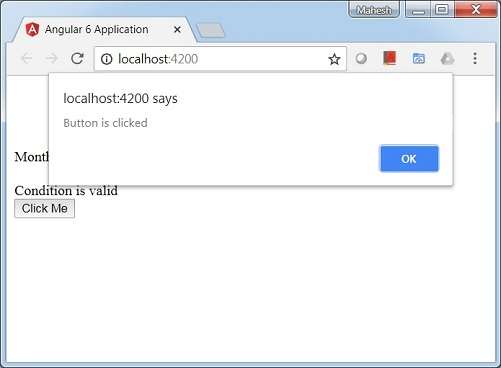 Mahesh
Angular 6 Application
localhost:4200
localhost:4200 says
Button is clicked
OK
Month
Condition is valid
Click Me